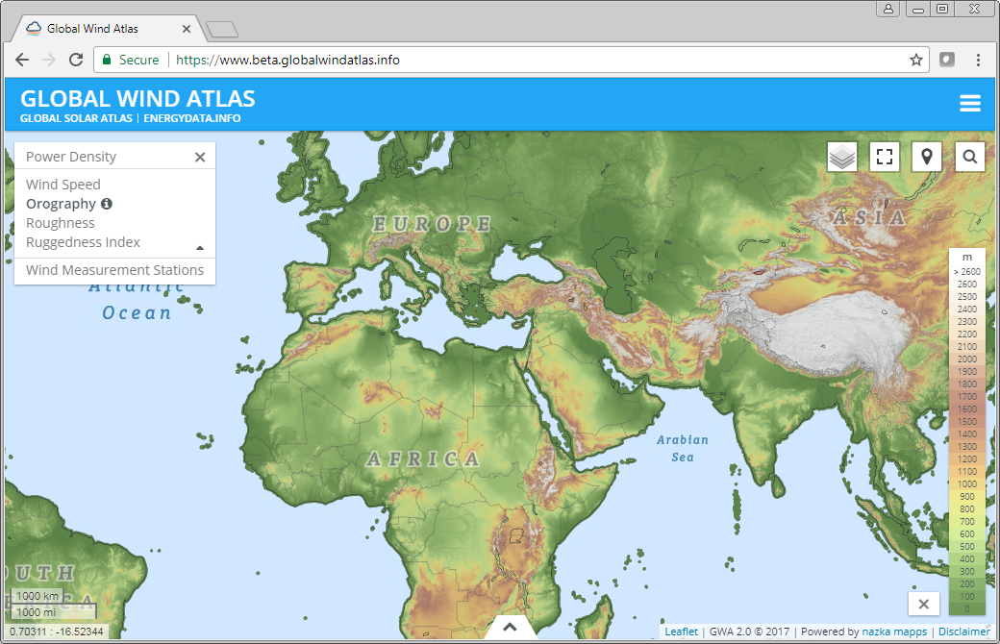 Global Wind Atlas
Secure
https://www.beta.globalwindatlas.info
GLOBAL WIND ATLAS
GLOBAL SOLAR ATLAS | ENERGYDATA.INFO
Power Density
Wind Speed
Orography
Roughness
Ruggedness Index
Wind Measurement Stations
EUROPE
ASIA
Atlantic
Ocean
AFRICA
Arabian
Sea
m
> 2600
2600
2500
2400
2300
2200
2100
2000
1900
1800
1700
1600
1500
1400
1300
1200
1100
1000
900
800
700
600
500
400
300
200
100
0
OUTH
1000 km
1000 mi
0.70311 : -16.52344
Leaflet | GWA 2.0 © 2017 | Powered by nazka mapps | Disclaimer